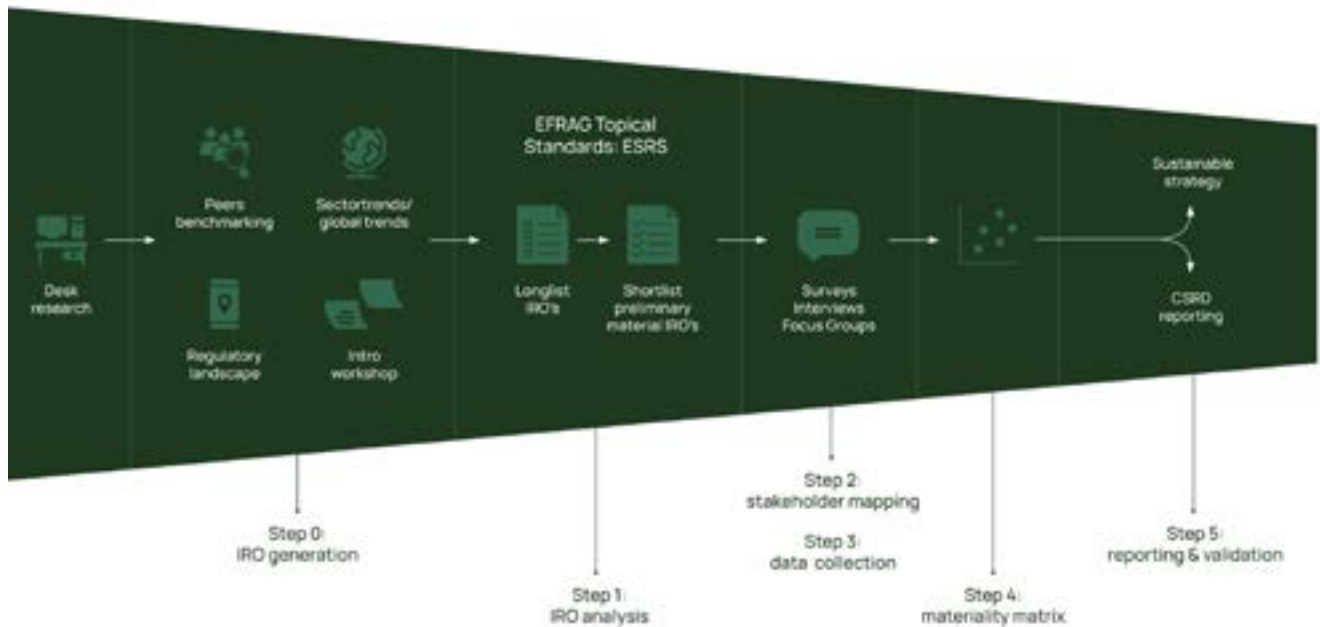 Desk
research
Peers
benchmarking
Sectortrends/
global trends
Regulatory
landscape
Intro
workshop
EFRAG Topical
Standards: ESRS
Longlist
IRO's
Shortlist
preliminary
material IRO's
Surveys
Interviews
Focus Groups
Sustainable
strategy
CSRD
reporting
Step 0:
IRO generation
Step 1:
IRO analysis
Step 2:
stakeholder mapping
Step 3:
data collection
Step 4:
materiality matrix
Step 5:
reporting & validation